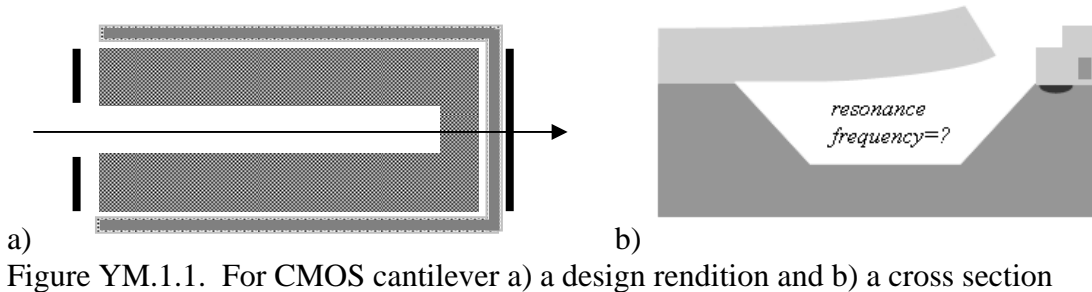 resonance
frequency=?
a)
b)
Figure YM.1.1. For CMOS cantilever a) a design rendition and b) a cross section